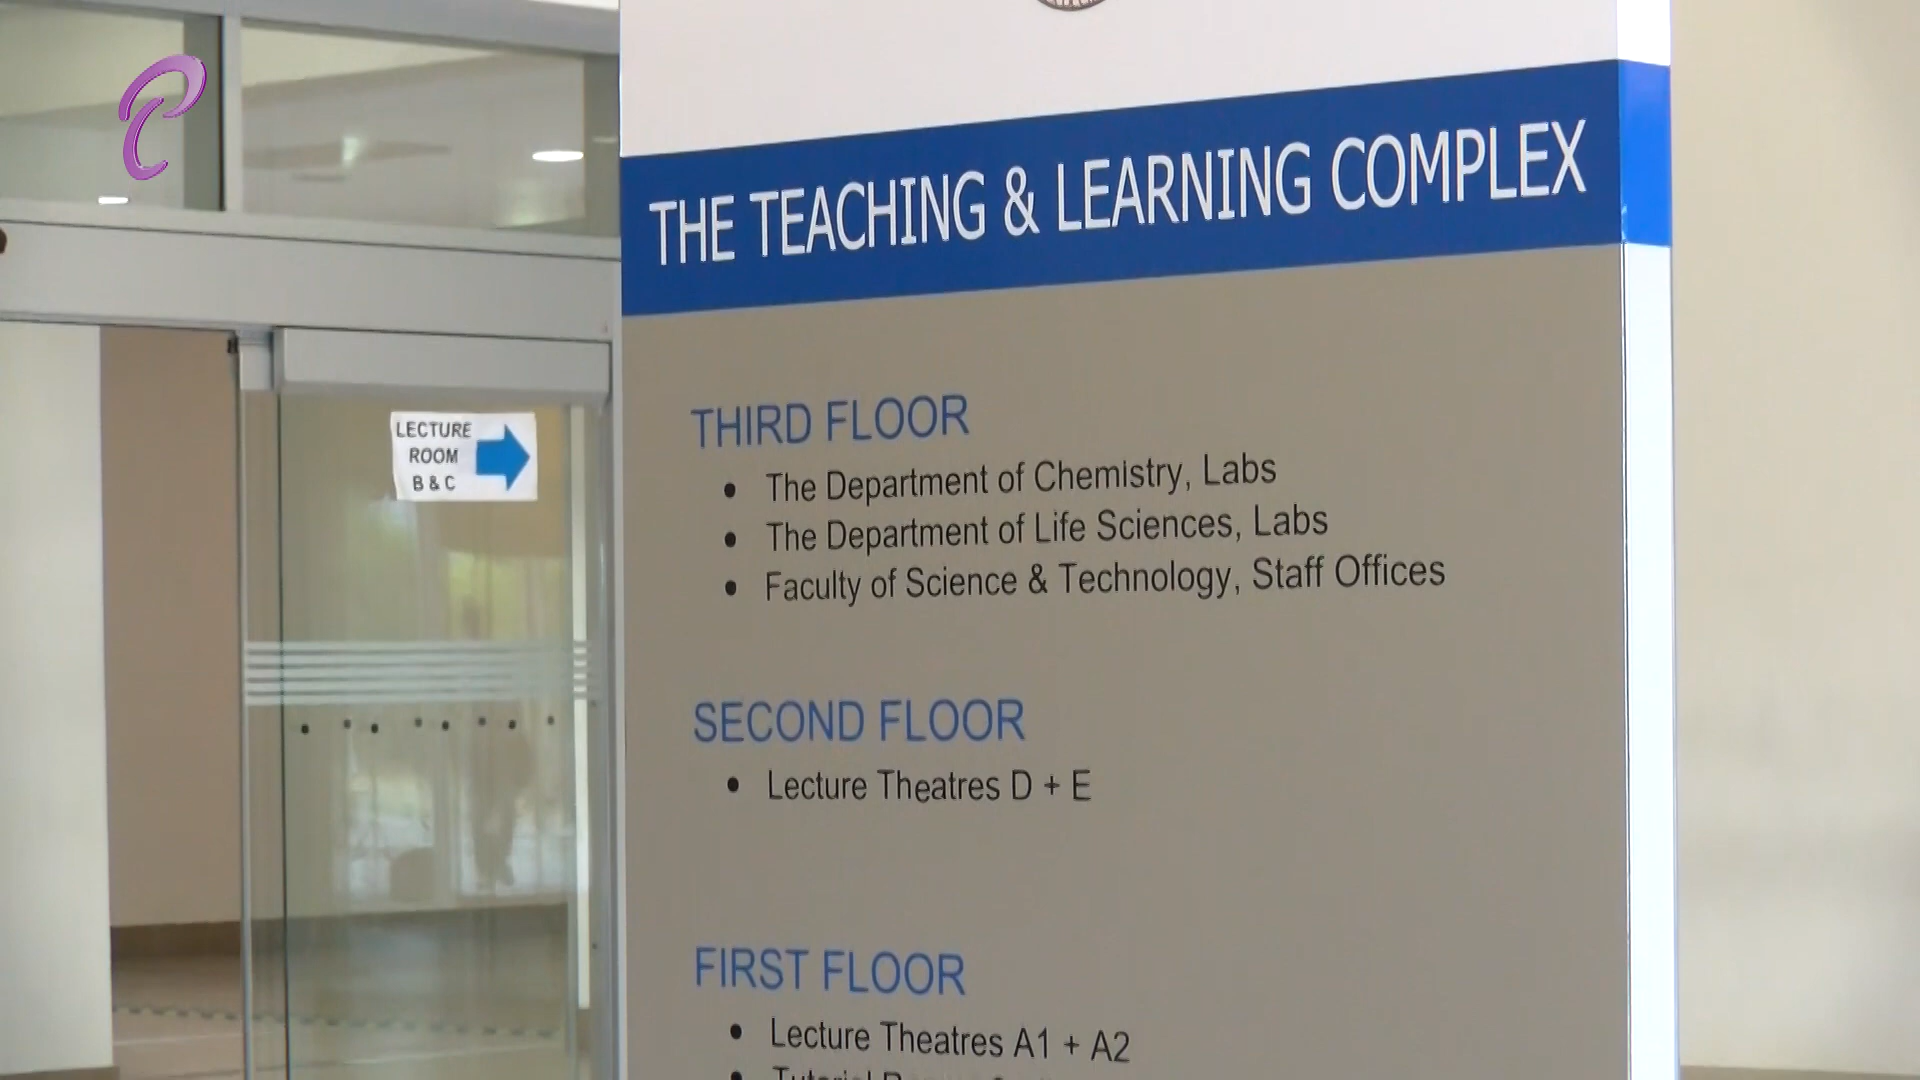 THE TEACHING & LEARNING COMPLEX
LECTURE
ROOM
B & C
THIRD FLOOR
• The Department of Chemistry, Labs
• The Department of Life Sciences, Labs
• Faculty of Science & Technology, Staff Offices
SECOND FLOOR
• Lecture Theatres D + E
FIRST FLOOR
• Lecture Theatres A1 + A2